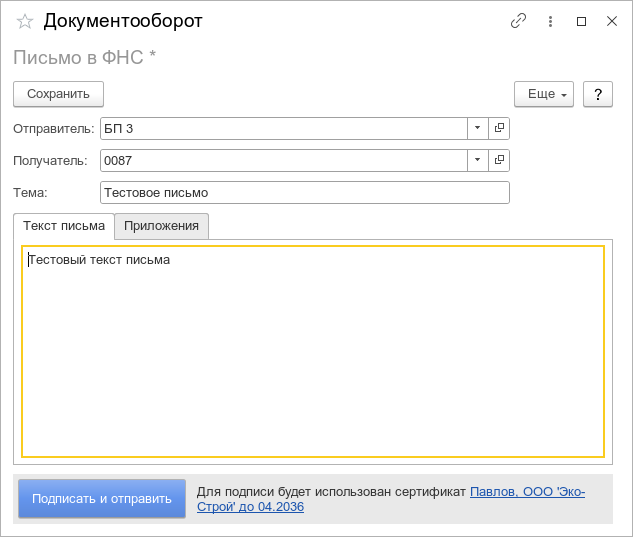 Документооборот
Письмо в ФНС *
Сохранить
Еще
?
Отправитель: БП 3
Получатель: 0087
Тема: Тестовое письмо
Текст письма Приложения
Тестовый текст письма
Подписать и отправить
Для подписи будет использован сертификат Павлов, ООО 'Эко-
Строй' до 04.2036